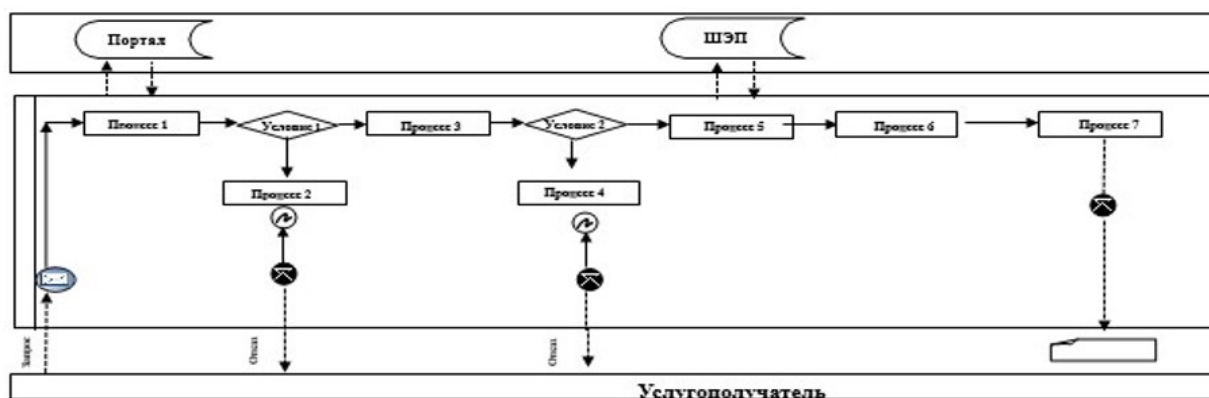 Портал
ШЭП
Процесс 1
Условие 1
Процесс 3
Условие 2
Процесс 5
Процесс 6
Процесс 7
Процесс 2
Процесс 4
Запрос
Отказ
Отказ
Услугополучатель